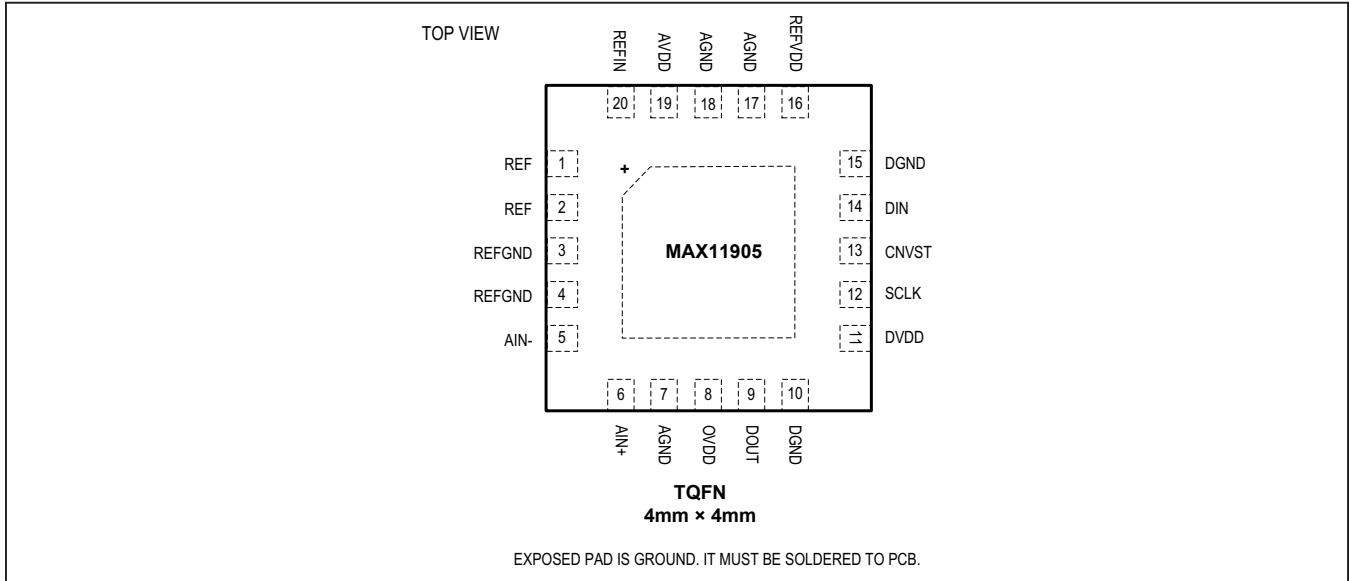 TOP VIEW
REFIN
AVDD
AGND
AGND
REFVDD
20 19 18 17 16
REF 1
REF 2
REFGND 3
REFGND 4
AIN- 5
+
MAX11905
15 DGND
14 DIN
13 CNVST
12 SCLK
11 DVDD
6 7 8 9 10
AIN+
AGND
OVDD
DOUT
DGND
TQFN
4mm × 4mm
EXPOSED PAD IS GROUND. IT MUST BE SOLDERED TO PCB.